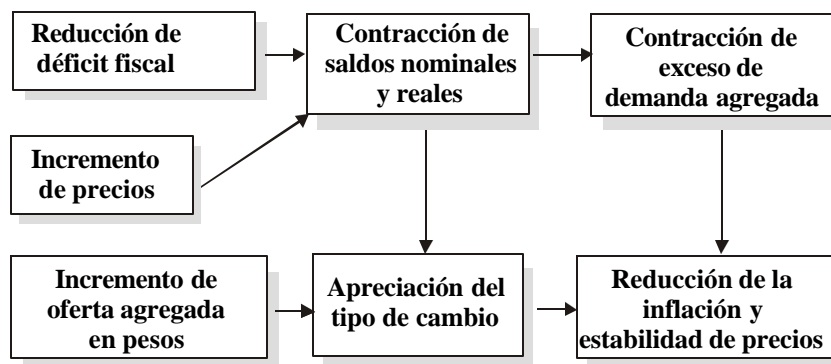 Reducción de
déficit fiscal
Contracción de
saldos nominales
y reales
Contracción de
exceso de
demanda agregada
Incremento
de precios
Incremento de
oferta agregada
en pesos
Apreciación del
tipo de cambio
Reducción de la
inflación y
estabilidad de precios